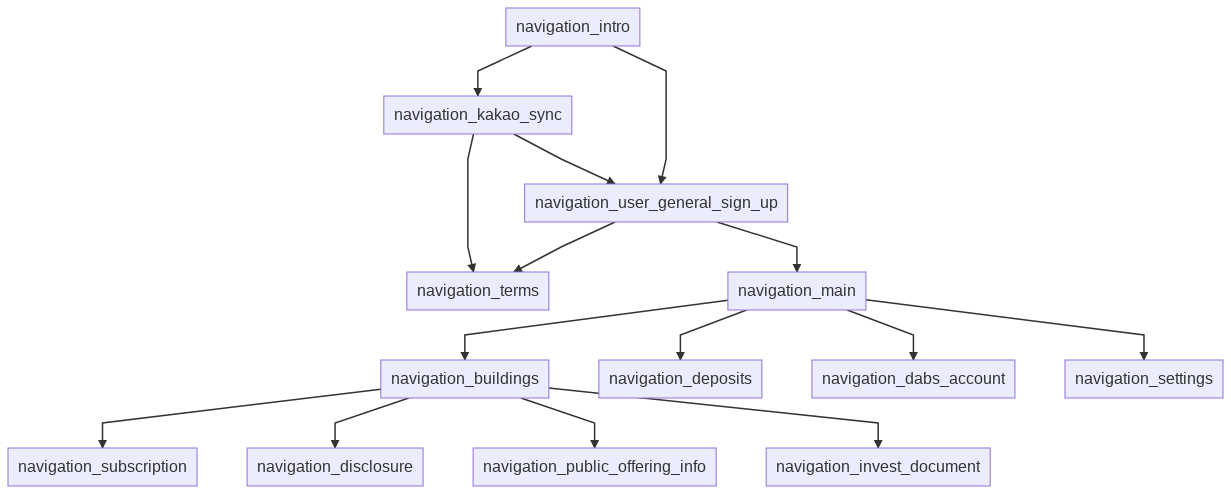 navigation_intro
navigation_kakao_sync
navigation_user_general_sign_up
navigation_terms
navigation_main
navigation_buildings
navigation_deposits
navigation_dabs_account
navigation_settings
navigation_subscription
navigation_disclosure
navigation_public_offering_info
navigation_invest_document